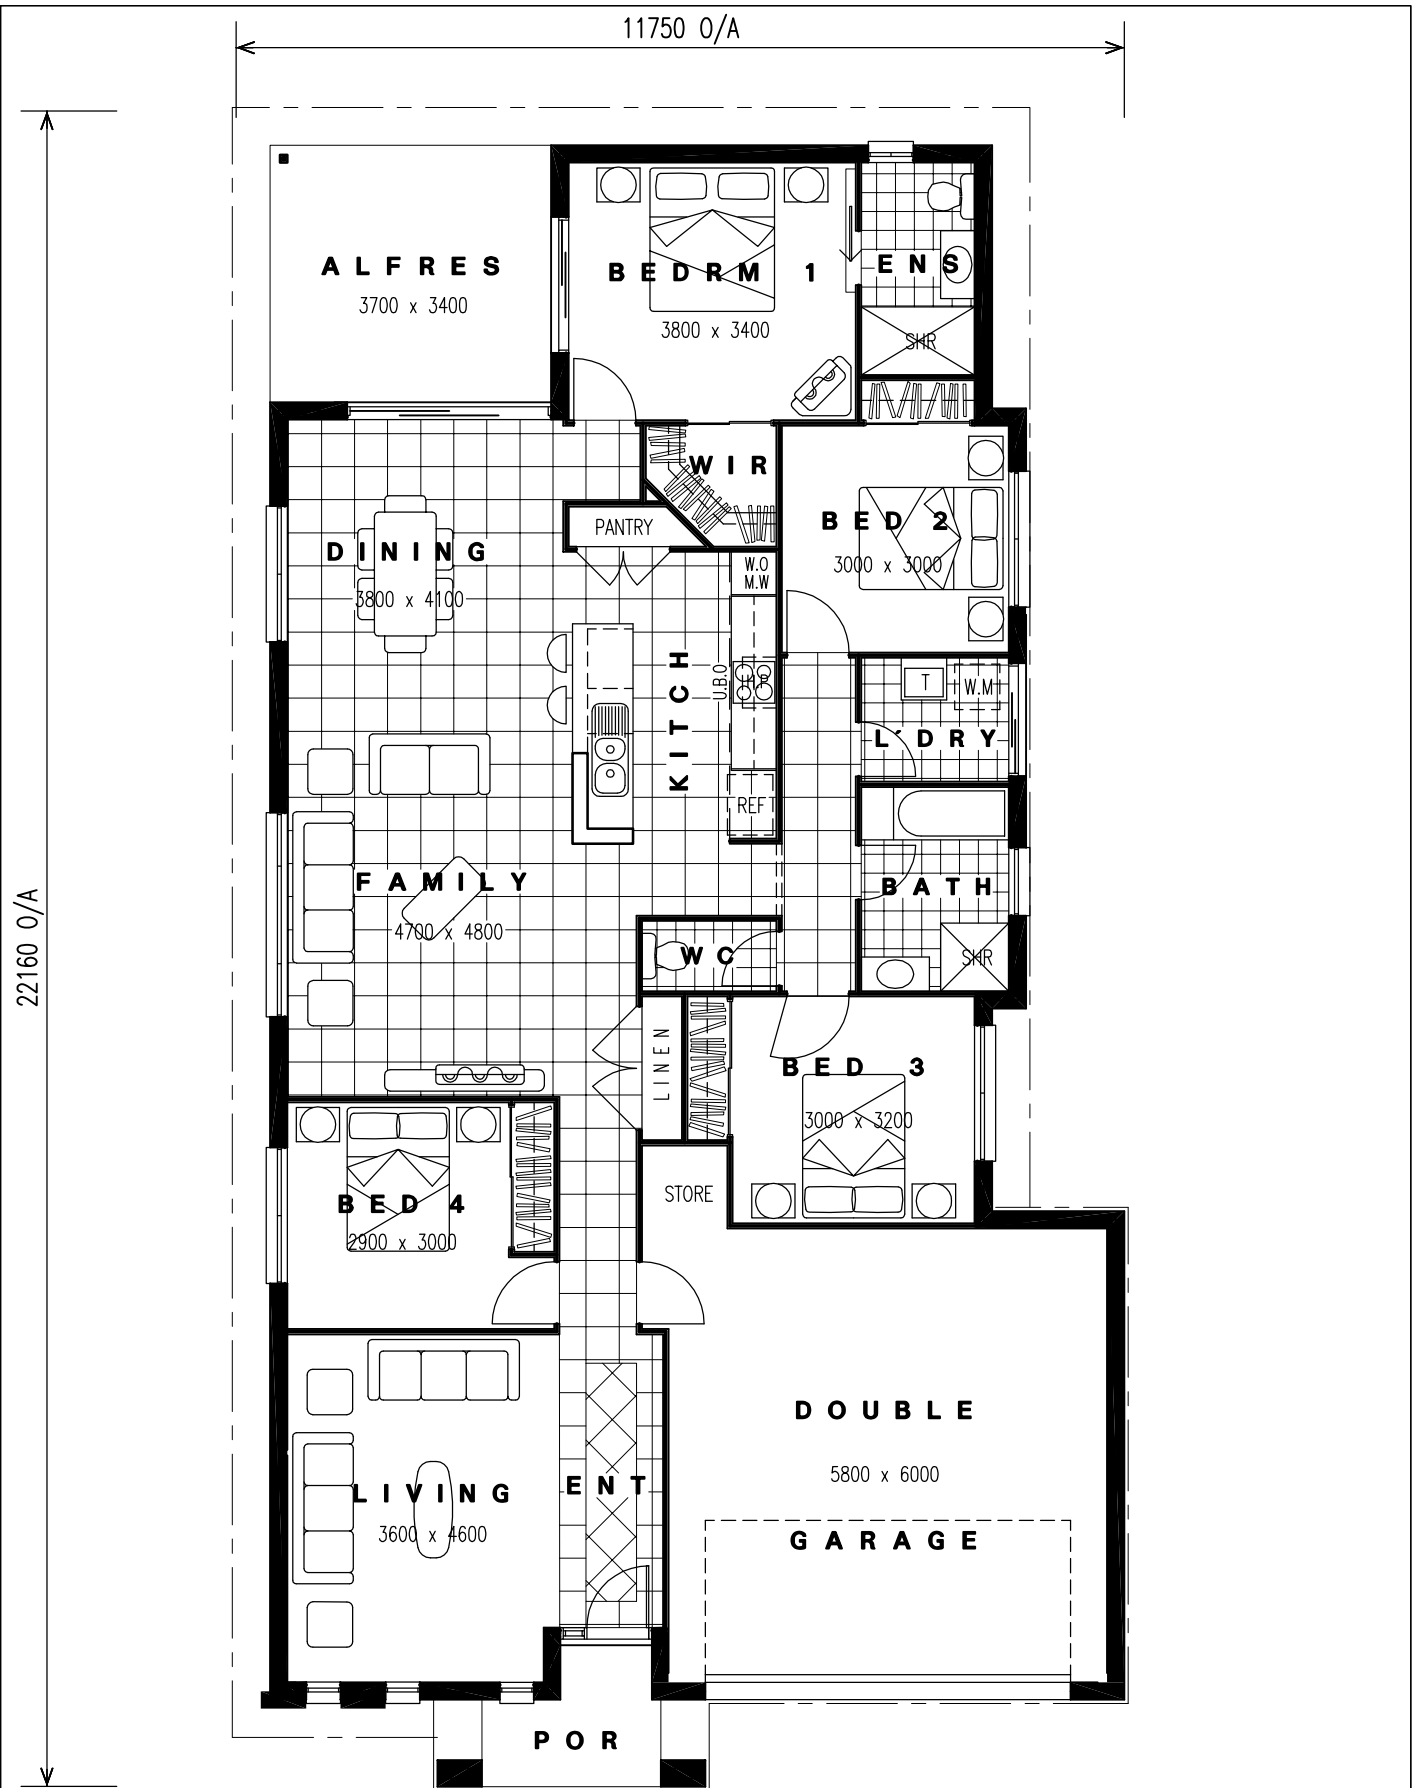 11750 O/A
22160 O/A
ALFRES
3700 x 3400
BEDRM 1
3800 x 3400
ENS
SHR
WIR
PANTRY
BED 2
3000 x 3000
DINING
3800 x 4100
W.O
M.W
KITCH
U.B.O
H.P
REF
T
W.M
L'DRY
BATH
SHR
FAMILY
4700 x 4800
WC
LINEN
BED 3
3000 x 3200
STORE
BED 4
2900 x 3000
LIVING
3600 x 4600
ENT
DOUBLE
5800 x 6000
GARAGE
POR